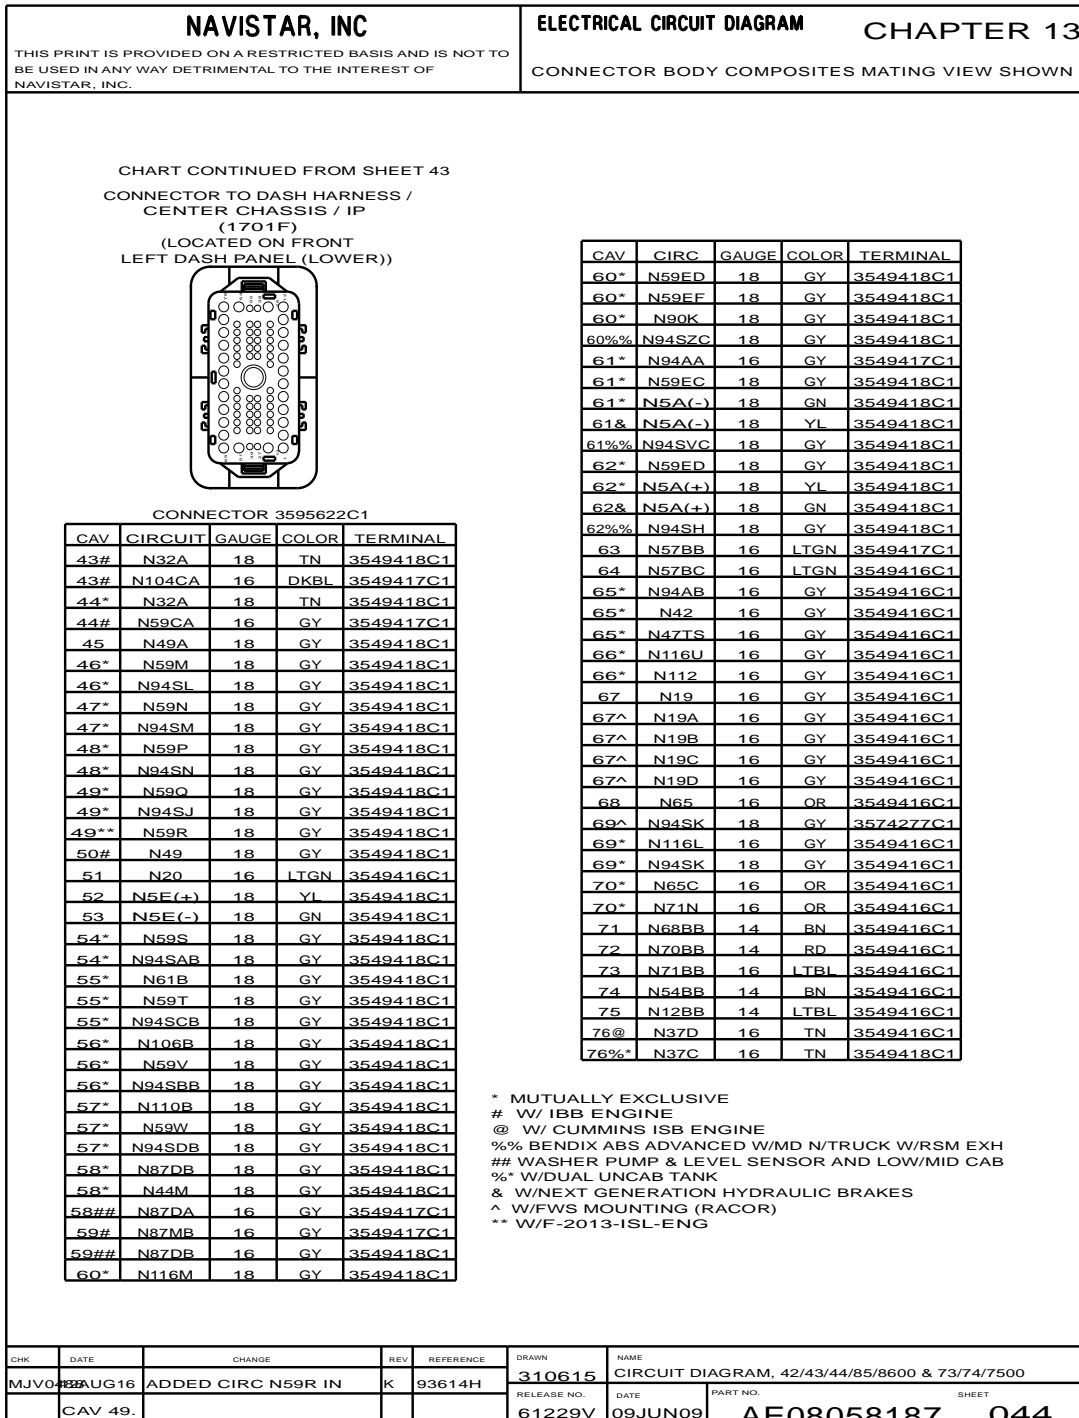 NAVISTAR, INC
THIS PRINT IS PROVIDED ON A RESTRICTED BASIS AND IS NOT TO
BE USED IN ANY WAY DETRIMENTAL TO THE INTEREST OF
NAVISTAR, INC.
ELECTRICAL CIRCUIT DIAGRAM
CHAPTER 13
CONNECTOR BODY COMPOSITES MATING VIEW SHOWN
CHART CONTINUED FROM SHEET 43
CONNECTOR TO DASH HARNESS /
CENTER CHASSIS / IP
(1701F)
(LOCATED ON FRONT
LEFT DASH PANEL (LOWER))
CONNECTOR 3595622C1
CAV CIRCUIT GAUGE COLOR TERMINAL
43# N32A 18 TN 3549418C1
43# N104CA 16 DKBL 3549417C1
44* N32A 18 TN 3549418C1
44# N59CA 16 GY 3549417C1
45 N49A 18 GY 3549418C1
46* N59M 18 GY 3549418C1
46* N94SL 18 GY 3549418C1
47* N59N 18 GY 3549418C1
47* N94SM 18 GY 3549418C1
48* N59P 18 GY 3549418C1
48* N94SN 18 GY 3549418C1
49* N59Q 18 GY 3549418C1
49* N94SJ 18 GY 3549418C1
49** N59R 18 GY 3549418C1
50# N49 18 GY 3549418C1
51 N20 16 LTGN 3549416C1
52 N5E(+) 18 YL 3549418C1
53 N5E(-) 18 GN 3549418C1
54* N59S 18 GY 3549418C1
54* N94SAB 18 GY 3549418C1
55* N61B 18 GY 3549418C1
55* N59T 18 GY 3549418C1
55* N94SCB 18 GY 3549418C1
56* N106B 18 GY 3549418C1
56* N59V 18 GY 3549418C1
56* N94SBB 18 GY 3549418C1
57* N110B 18 GY 3549418C1
57* N59W 18 GY 3549418C1
57* N94SDB 18 GY 3549418C1
58* N87DB 18 GY 3549418C1
58* N44M 18 GY 3549418C1
58## N87DA 16 GY 3549417C1
59# N87MB 16 GY 3549417C1
59## N87DB 16 GY 3549418C1
60* N116M 18 GY 3549418C1
CAV CIRC GAUGE COLOR TERMINAL
60* N59ED 18 GY 3549418C1
60* N59EF 18 GY 3549418C1
60* N90K 18 GY 3549418C1
60%% N94SZC 18 GY 3549418C1
61* N94AA 16 GY 3549417C1
61* N59EC 18 GY 3549418C1
61* N5A(-) 18 GN 3549418C1
61& N5A(-) 18 YL 3549418C1
61%% N94SVC 18 GY 3549418C1
62* N59ED 18 GY 3549418C1
62* N5A(+) 18 YL 3549418C1
62& N5A(+) 18 GN 3549418C1
62%% N94SH 18 GY 3549418C1
63 N57BB 16 LTGN 3549417C1
64 N57BC 16 LTGN 3549416C1
65* N94AB 16 GY 3549416C1
65* N42 16 GY 3549416C1
65* N47TS 16 GY 3549416C1
66* N116U 16 GY 3549416C1
66* N112 16 GY 3549416C1
67 N19 16 GY 3549416C1
67^ N19A 16 GY 3549416C1
67^ N19B 16 GY 3549416C1
67^ N19C 16 GY 3549416C1
67^ N19D 16 GY 3549416C1
68 N65 16 OR 3549416C1
69^ N94SK 18 GY 3574277C1
69* N116L 16 GY 3549416C1
69* N94SK 18 GY 3549416C1
70* N65C 16 OR 3549416C1
70* N71N 16 OR 3549416C1
71 N68BB 14 BN 3549416C1
72 N70BB 14 RD 3549416C1
73 N71BB 16 LTBL 3549416C1
74 N54BB 14 BN 3549416C1
75 N12BB 14 LTBL 3549416C1
76@ N37D 16 TN 3549416C1
76%* N37C 16 TN 3549418C1
* MUTUALLY EXCLUSIVE
# W/ IBB ENGINE
@ W/ CUMMINS ISB ENGINE
%% BENDIX ABS ADVANCED W/MD N/TRUCK W/RSM EXH
## WASHER PUMP & LEVEL SENSOR AND LOW/MID CAB
%* W/DUAL UNCAB TANK
& W/NEXT GENERATION HYDRAULIC BRAKES
^ W/FWS MOUNTING (RACOR)
** W/F-2013-ISL-ENG
CHK DATE CHANGE REV REFERENCE
ADDED CIRC N59R IN K 93614H
CAV 49.
DRAWN NAME
310615 CIRCUIT DIAGRAM, 42/43/44/85/8600 & 73/74/7500
RELEASE NO. DATE PART NO. SHEET
61229V 09JUN09 AE08058187 044